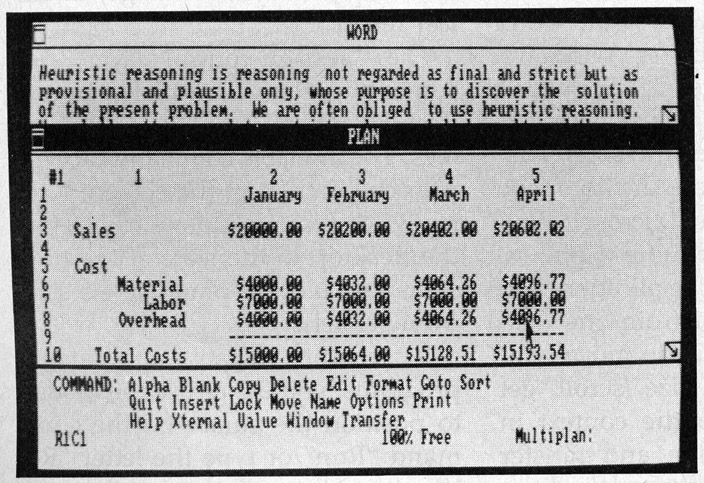 WORD
Heuristic reasoning is reasoning not regarded as final and strict but as
provisional and plausible only, whose purpose is to discover the solution
of the present problem. We are often obliged to use heuristic reasoning.
PLAN
#1 1 2 3 4 5
1 January February March April
2
3 Sales $20000.00 $20200.00 $20402.00 $20602.02
4
5 Cost
6 Material $4000.00 $4032.00 $4064.26 $4096.77
7 Labor $7000.00 $7000.00 $7000.00 $7000.00
8 Overhead $4000.00 $4032.00 $4064.26 $4096.77
9 ------------------------------------
10 Total Costs $15000.00 $15064.00 $15128.51 $15193.54
COMMAND: Alpha Blank Copy Delete Edit Format Goto Sort
Quit Insert Lock Move Name Options Print
Help Xternal Value Window Transfer
R1C1 100% Free Multiplan: